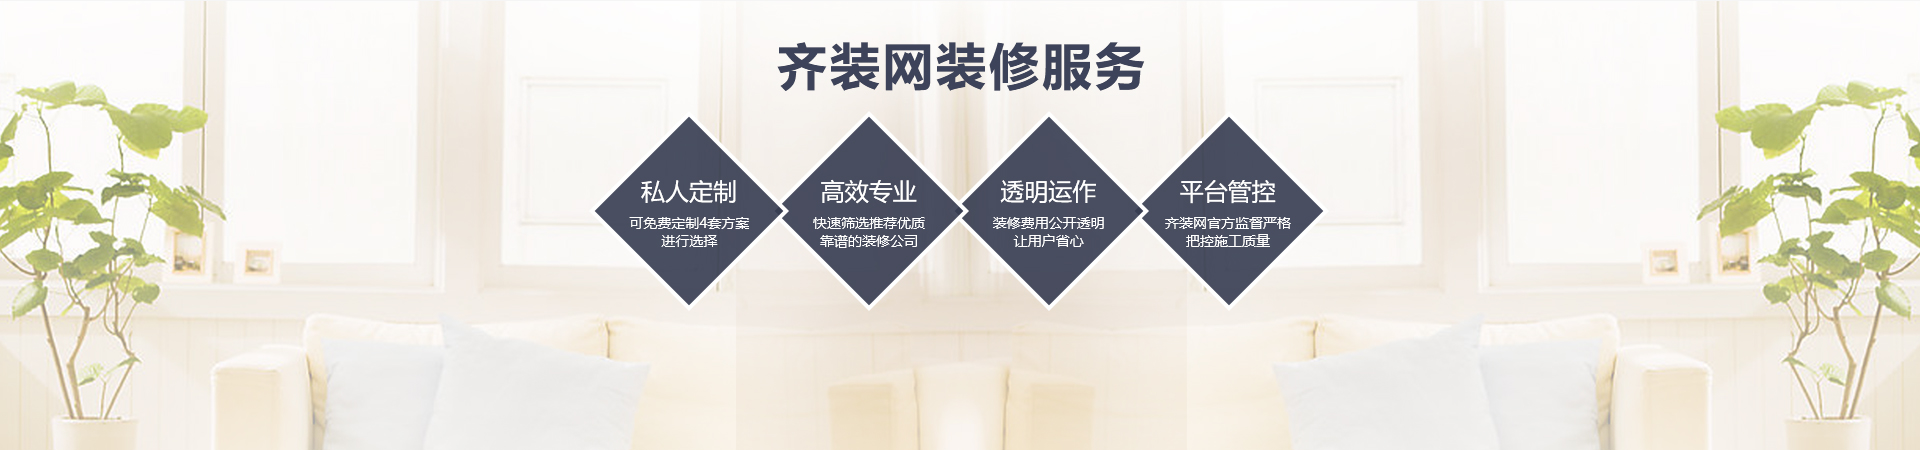 齐装网装修服务
私人定制
可免费定制4套方案
进行选择
高效专业
快速筛选推荐优质
靠谱的装修公司
透明运作
装修费用公开透明
让用户省心
平台管控
齐装网官方监督严格
把控施工质量